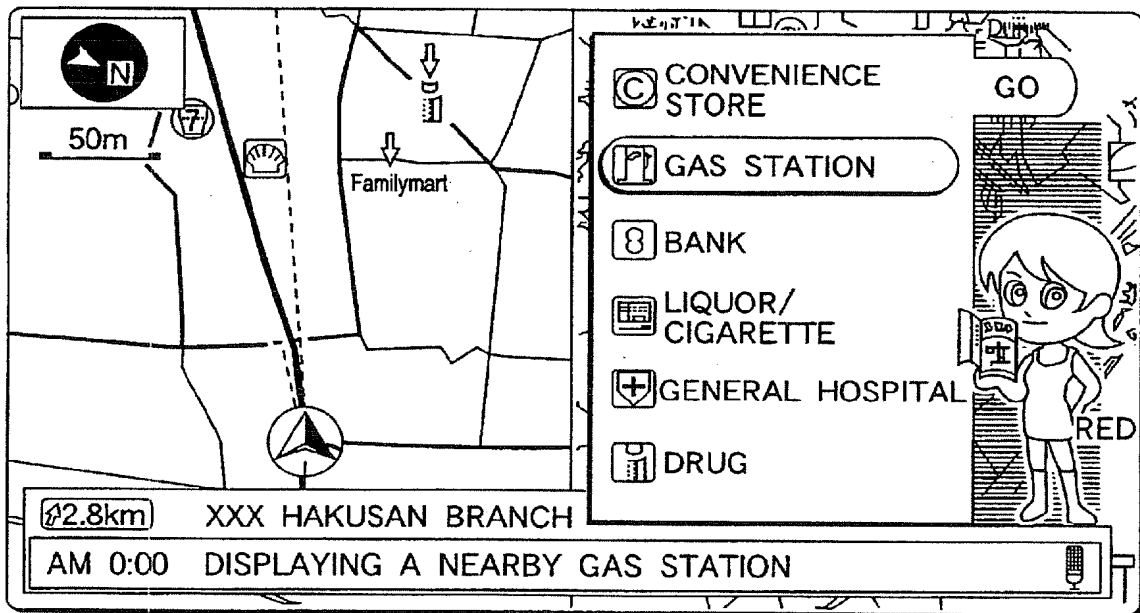 N
50m
7
Familymart
CONVENIENCE
STORE
GO
GAS STATION
BANK
LIQUOR/
CIGARETTE
GENERAL HOSPITAL
RED
DRUG
2.8km XXX HAKUSAN BRANCH
AM 0:00 DISPLAYING A NEARBY GAS STATION